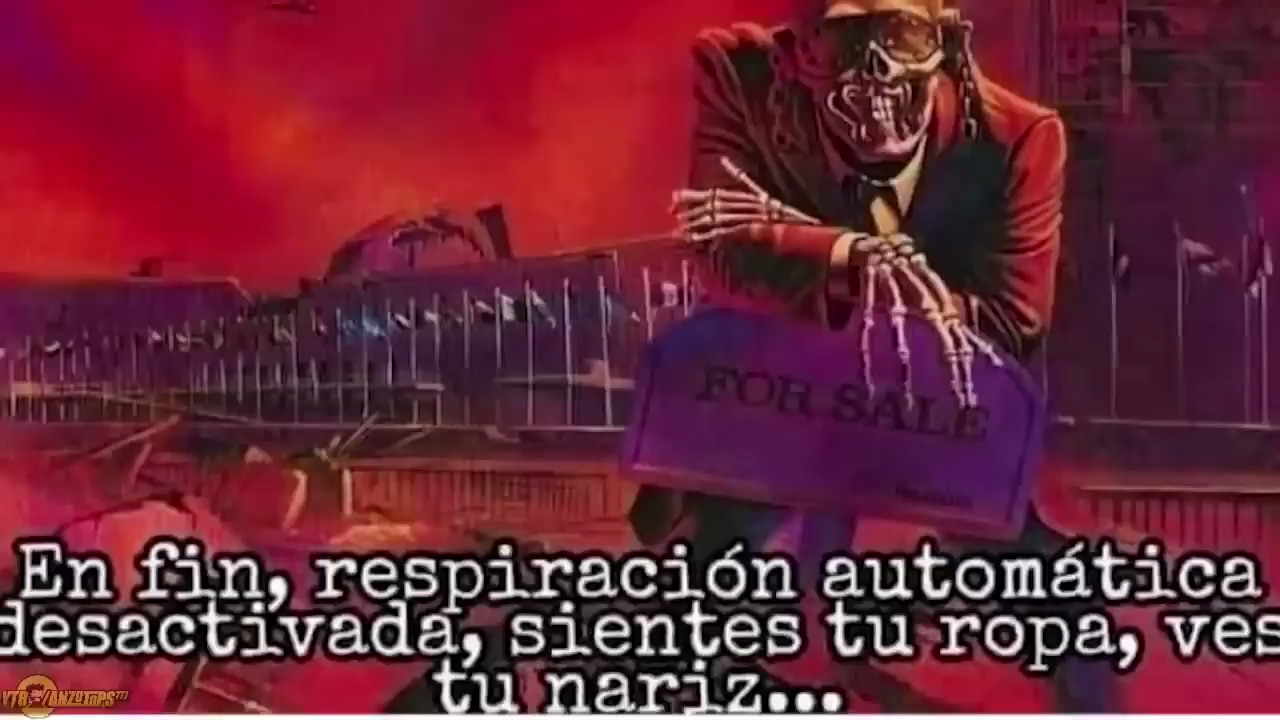 FOR SALE
En fin, respiración automática
desactivada, sientes tu ropa, ves
tu nariz...